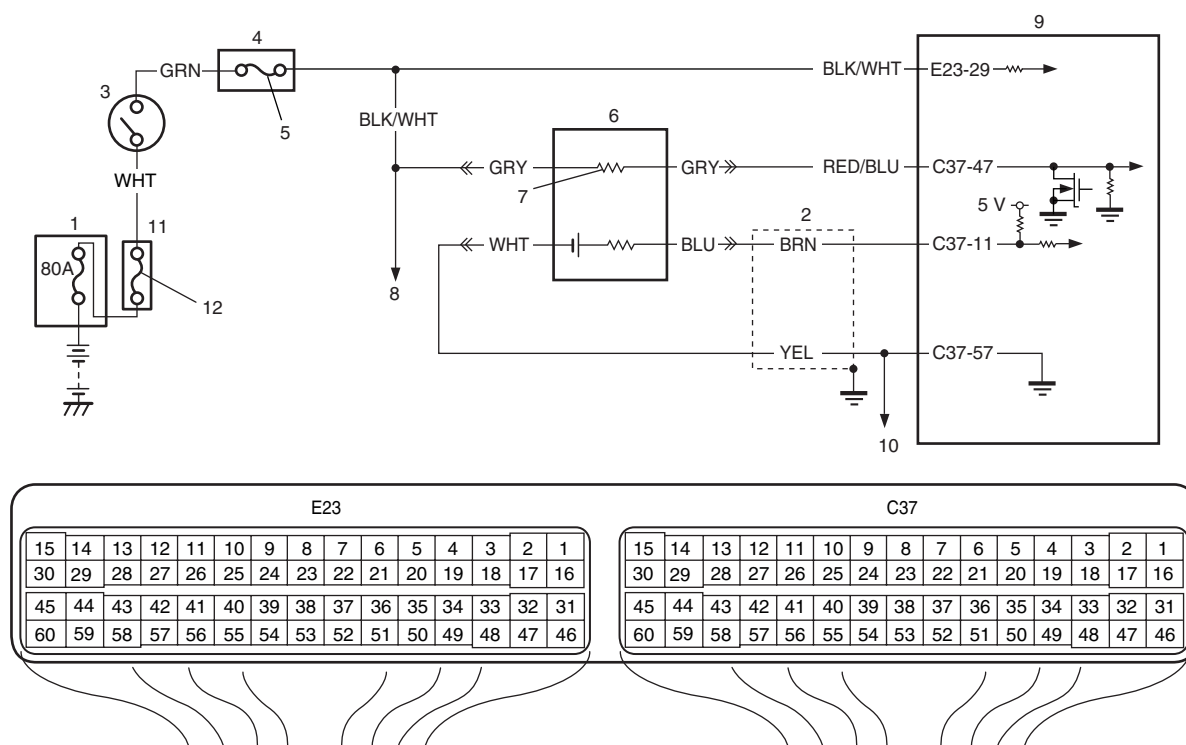 9
4
GRN
BLK/WHT
E23-29
3
5
BLK/WHT
6
GRY
GRY
RED/BLU
C37-47
WHT
7
5 V
1
11
2
WHT
BLU
BRN
C37-11
80A
12
8
YEL
C37-57
10
E23
C37
15 14 13 12 11 10 9 8 7 6 5 4 3 2 1
15 14 13 12 11 10 9 8 7 6 5 4 3 2 1
30 29 28 27 26 25 24 23 22 21 20 19 18 17 16
30 29 28 27 26 25 24 23 22 21 20 19 18 17 16
45 44 43 42 41 40 39 38 37 36 35 34 33 32 31
45 44 43 42 41 40 39 38 37 36 35 34 33 32 31
60 59 58 57 56 55 54 53 52 51 50 49 48 47 46
60 59 58 57 56 55 54 53 52 51 50 49 48 47 46